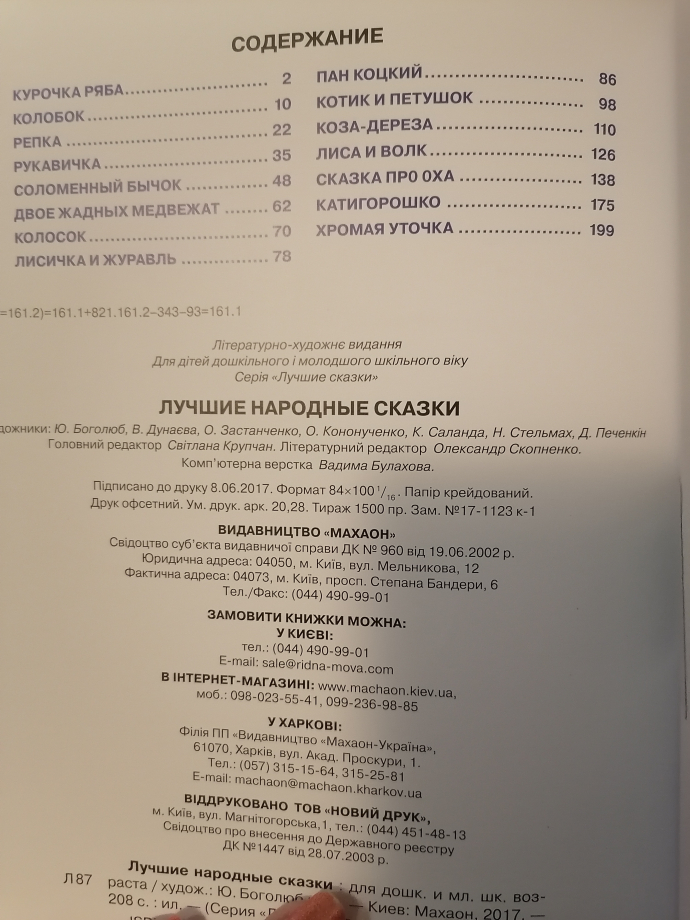 СОДЕРЖАНИЕ
КУРОЧКА РЯБА 2
КОЛОБОК 10
РЕПКА 22
РУКАВИЧКА 35
СОЛОМЕННЫЙ БЫЧОК 48
ДВОЕ ЖАДНЫХ МЕДВЕЖАТ 62
КОЛОСОК 70
ЛИСИЧКА И ЖУРАВЛЬ 78
ПАН КОЦКИЙ 86
КОТИК И ПЕТУШОК 98
КОЗА-ДЕРЕЗА 110
ЛИСА И ВОЛК 126
СКАЗКА ПРО ОХА 138
КАТИГОРОШКО 175
ХРОМАЯ УТОЧКА 199
=161.2)=161.1+821.161.2–343–93=161.1
Літературно-художнє видання
Для дітей дошкільного і молодшого шкільного віку
Серія «Лучшие сказки»
ЛУЧШИЕ НАРОДНЫЕ СКАЗКИ
дожники: Ю. Боголюб, В. Дунаєва, О. Застанченко, О. Кононученко, К. Саланда, Н. Стельмах, Д. Печенкін
Головний редактор Світлана Крупчан. Літературний редактор Олександр Скопненко.
Комп'ютерна верстка Вадима Булахова.
Підписано до друку 8.06.2017. Формат 84×100 1/16. Папір крейдований.
Друк офсетний. Ум. друк. арк. 20,28. Тираж 1500 пр. Зам. №17-1123 к-1
ВИДАВНИЦТВО «МАХАОН»
Свідоцтво суб'єкта видавничої справи ДК № 960 від 19.06.2002 р.
Юридична адреса: 04050, м. Київ, вул. Мельникова, 12
Фактична адреса: 04073, м. Київ, просп. Степана Бандери, 6
Тел./Факс: (044) 490-99-01
ЗАМОВИТИ КНИЖКИ МОЖНА:
У КИЄВІ:
тел.: (044) 490-99-01
E-mail: sale@ridna-mova.com
В ІНТЕРНЕТ-МАГАЗИНІ: www.machaon.kiev.ua,
моб.: 098-023-55-41, 099-236-98-85
У ХАРКОВІ:
Філія ПП «Видавництво «Махаон-Україна»,
61070, Харків, вул. Акад. Проскури, 1.
Тел.: (057) 315-15-64, 315-25-81
E-mail: machaon@machaon.kharkov.ua
ВІДДРУКОВАНО ТОВ «НОВИЙ ДРУК»,
м. Київ, вул. Магнітогорська,1, тел.: (044) 451-48-13
Свідоцтво про внесення до Державного реєстру
ДК №1447 від 28.07.2003 р.
Лучшие народные сказки : для дошк. и мл. шк. воз-
Л 87 раста / худож.: Ю. Боголюб — Киев: Махаон, 2017. —
208 с. : ил. — (Серия